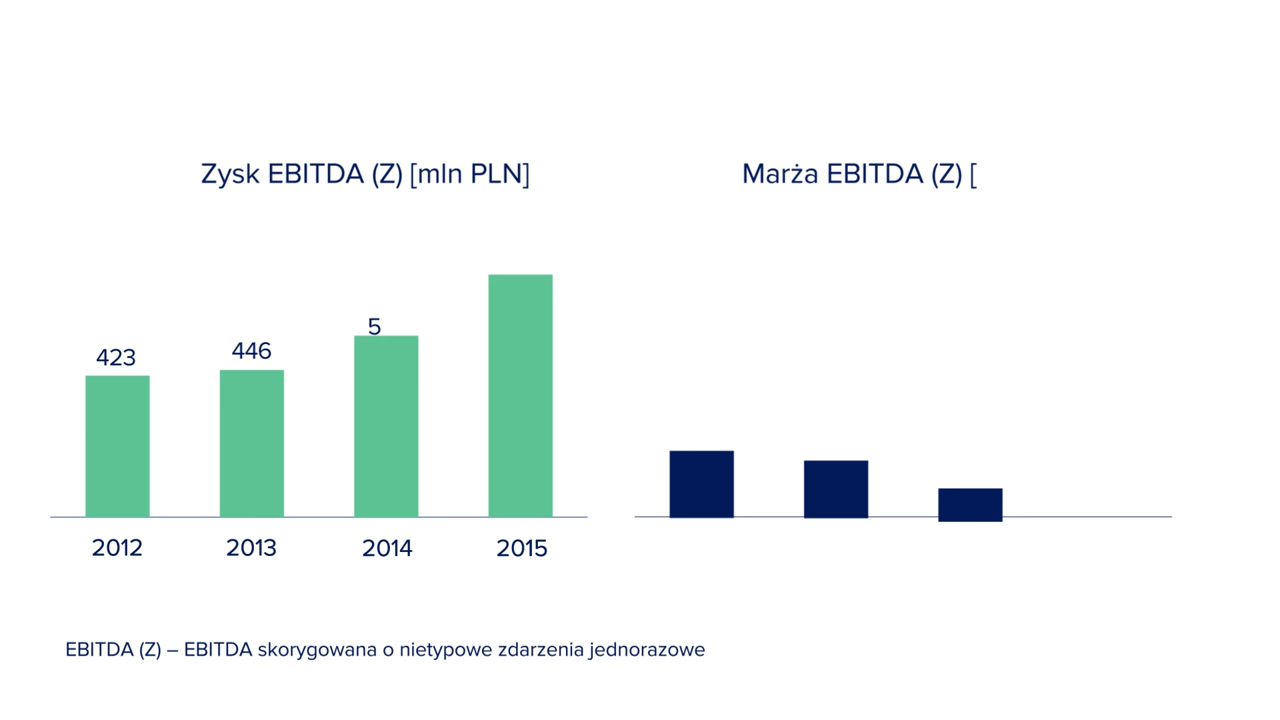 Zysk EBITDA (Z) [mln PLN]
Marża EBITDA (Z) [
5
446
423
2012 2013 2014 2015
EBITDA (Z) – EBITDA skorygowana o nietypowe zdarzenia jednorazowe